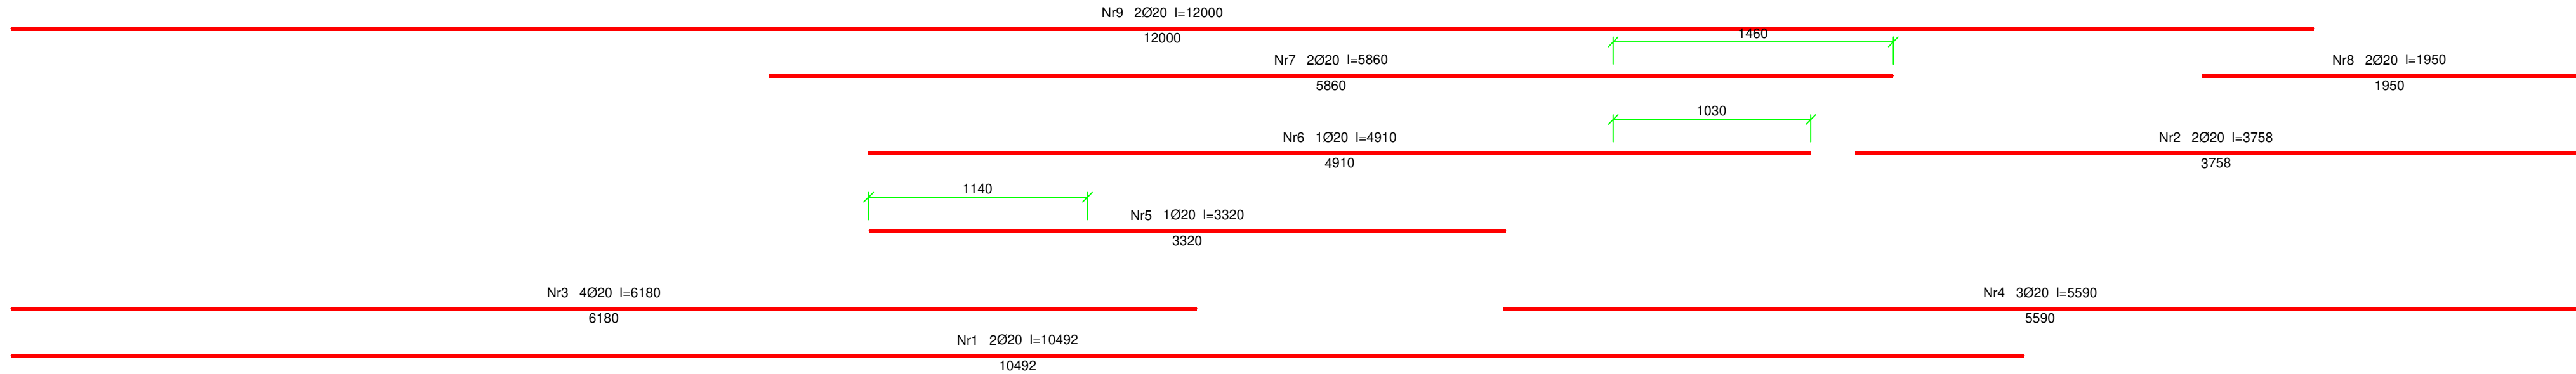 Nr9 2Ø20 l=12000
12000
1460
Nr7 2Ø20 l=5860
5860
Nr8 2Ø20 l=1950
1950
1030
Nr6 1Ø20 l=4910
4910
Nr2 2Ø20 l=3758
3758
1140
Nr5 1Ø20 l=3320
3320
Nr3 4Ø20 l=6180
6180
Nr4 3Ø20 l=5590
5590
Nr1 2Ø20 l=10492
10492